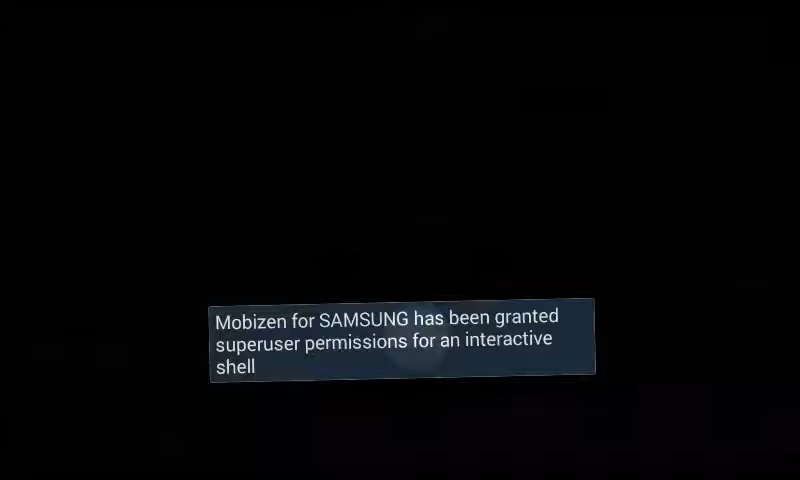 Mobizen for SAMSUNG has been granted
superuser permissions for an interactive
shell